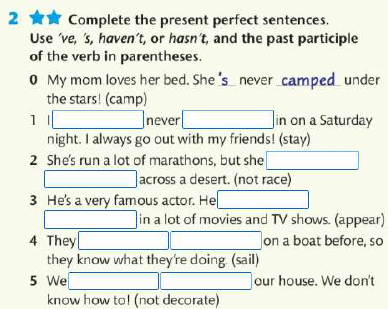 2 ★★ Complete the present perfect sentences.
Use 've, 's, haven't, or hasn't, and the past participle
of the verb in parentheses.
0 My mom loves her bed. She 's never camped under
the stars! (camp)
1 I never in on a Saturday
night. I always go out with my friends! (stay)
2 She's run a lot of marathons, but she
across a desert. (not race)
3 He's a very famous actor. He
in a lot of movies and TV shows. (appear)
4 They on a boat before, so
they know what they're doing. (sail)
5 We our house. We don't
know how to! (not decorate)